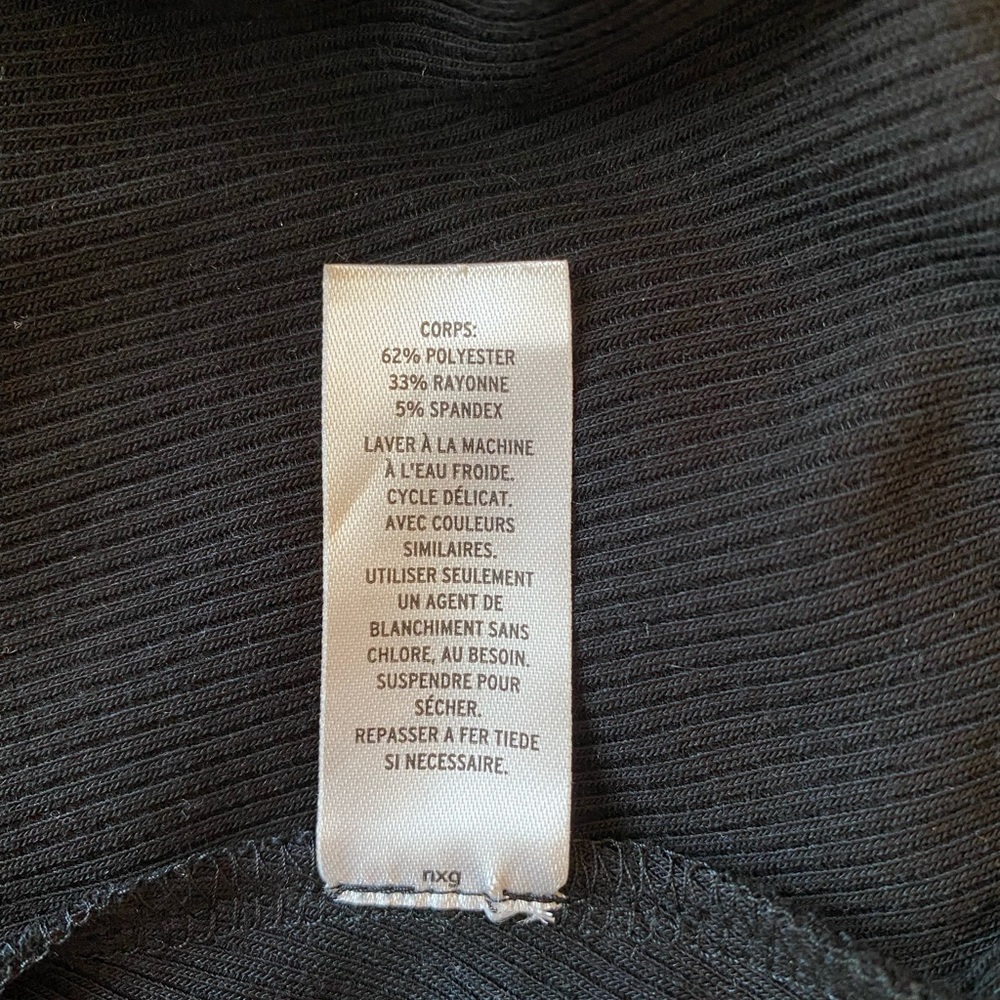 CORPS:
62% POLYESTER
33% RAYONNE
5% SPANDEX
LAVER À LA MACHINE
À L'EAU FROIDE.
CYCLE DÉLICAT.
AVEC COULEURS
SIMILAIRES.
UTILISER SEULEMENT
UN AGENT DE
BLANCHIMENT SANS
CHLORE, AU BESOIN.
SUSPENDRE POUR
SÉCHER.
REPASSER A FER TIEDE
SI NECESSAIRE.
nxg